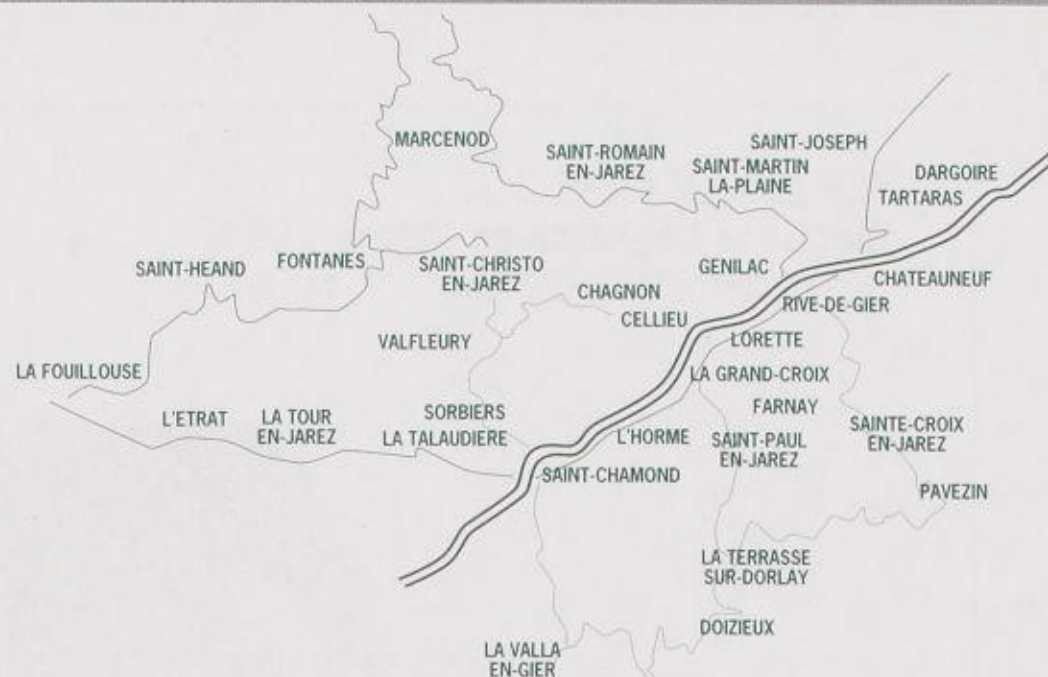 MARCENOD
SAINT-ROMAIN
EN-JAREZ
SAINT-JOSEPH
SAINT-MARTIN
LA-PLAINE
DARGOIRE
TARTARAS
SAINT-HEAND
FONTANES
SAINT-CHRISTO
EN-JAREZ
GENILAC
CHATEAUNEUF
CHAGNON
CELLIEU
RIVE-DE-GIER
VALFLEURY
LORETTE
LA FOUILLOUSE
LA GRAND-CROIX
FARNAY
L'ETRAT
LA TOUR
EN-JAREZ
SORBIERS
LA TALAUDIERE
L'HORME
SAINT-PAUL
EN-JAREZ
SAINTE-CROIX
EN-JAREZ
SAINT-CHAMOND
PAVEZIN
LA TERRASSE
SUR-DORLAY
DOIZIEUX
LA VALLA
EN-GIER